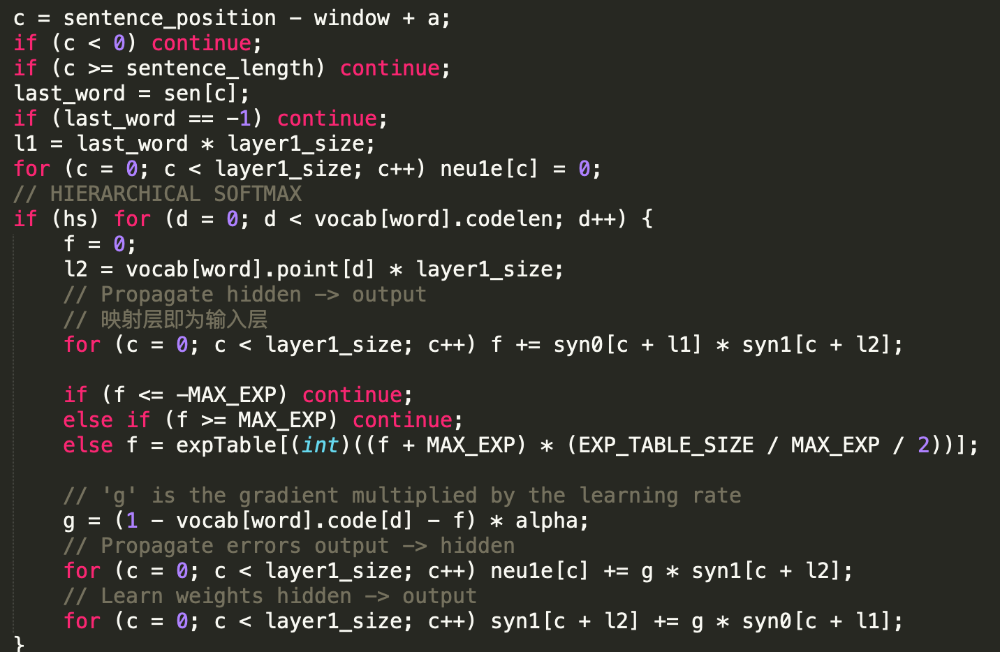 c = sentence_position - window + a;
if (c < 0) continue;
if (c >= sentence_length) continue;
last_word = sen[c];
if (last_word == -1) continue;
l1 = last_word * layer1_size;
for (c = 0; c < layer1_size; c++) neu1e[c] = 0;
// HIERARCHICAL SOFTMAX
if (hs) for (d = 0; d < vocab[word].codelen; d++) {
    f = 0;
    l2 = vocab[word].point[d] * layer1_size;
    // Propagate hidden -> output
    // 映射层即为输入层
    for (c = 0; c < layer1_size; c++) f += syn0[c + l1] * syn1[c + l2];

    if (f <= -MAX_EXP) continue;
    else if (f >= MAX_EXP) continue;
    else f = expTable[(int)((f + MAX_EXP) * (EXP_TABLE_SIZE / MAX_EXP / 2))];

    // 'g' is the gradient multiplied by the learning rate
    g = (1 - vocab[word].code[d] - f) * alpha;
    // Propagate errors output -> hidden
    for (c = 0; c < layer1_size; c++) neu1e[c] += g * syn1[c + l2];
    // Learn weights hidden -> output
    for (c = 0; c < layer1_size; c++) syn1[c + l2] += g * syn0[c + l1];
}